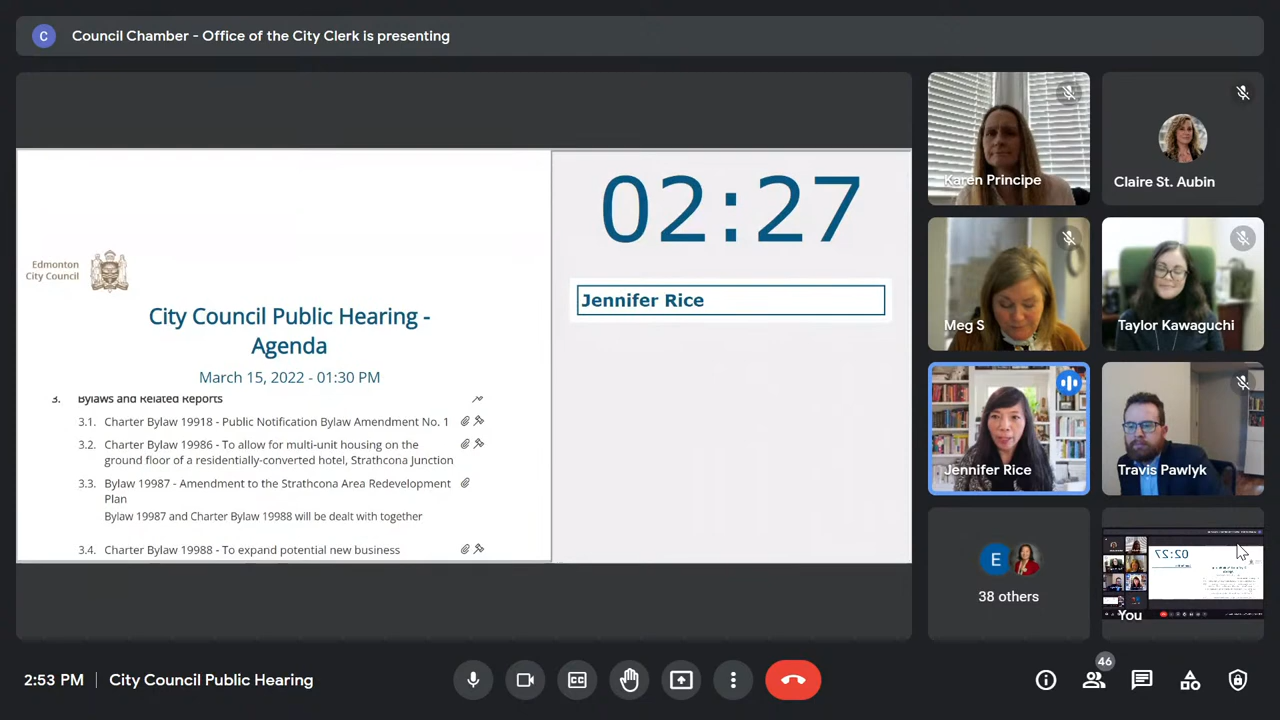 C Council Chamber - Office of the City Clerk is presenting
Edmonton
City Council
City Council Public Hearing -
Agenda
March 15, 2022 - 01:30 PM
3. Bylaws and Related Reports
3.1. Charter Bylaw 19918 - Public Notification Bylaw Amendment No. 1
3.2. Charter Bylaw 19986 - To allow for multi-unit housing on the
ground floor of a residentially-converted hotel, Strathcona Junction
3.3. Bylaw 19987 - Amendment to the Strathcona Area Redevelopment
Plan
Bylaw 19987 and Charter Bylaw 19988 will be dealt with together
3.4. Charter Bylaw 19988 - To expand potential new business
02:27
Jennifer Rice
Karen Principe
Claire St. Aubin
Meg S
Taylor Kawaguchi
Jennifer Rice
Travis Pawlyk
E
38 others
02:27
You
2:53 PM | City Council Public Hearing
46